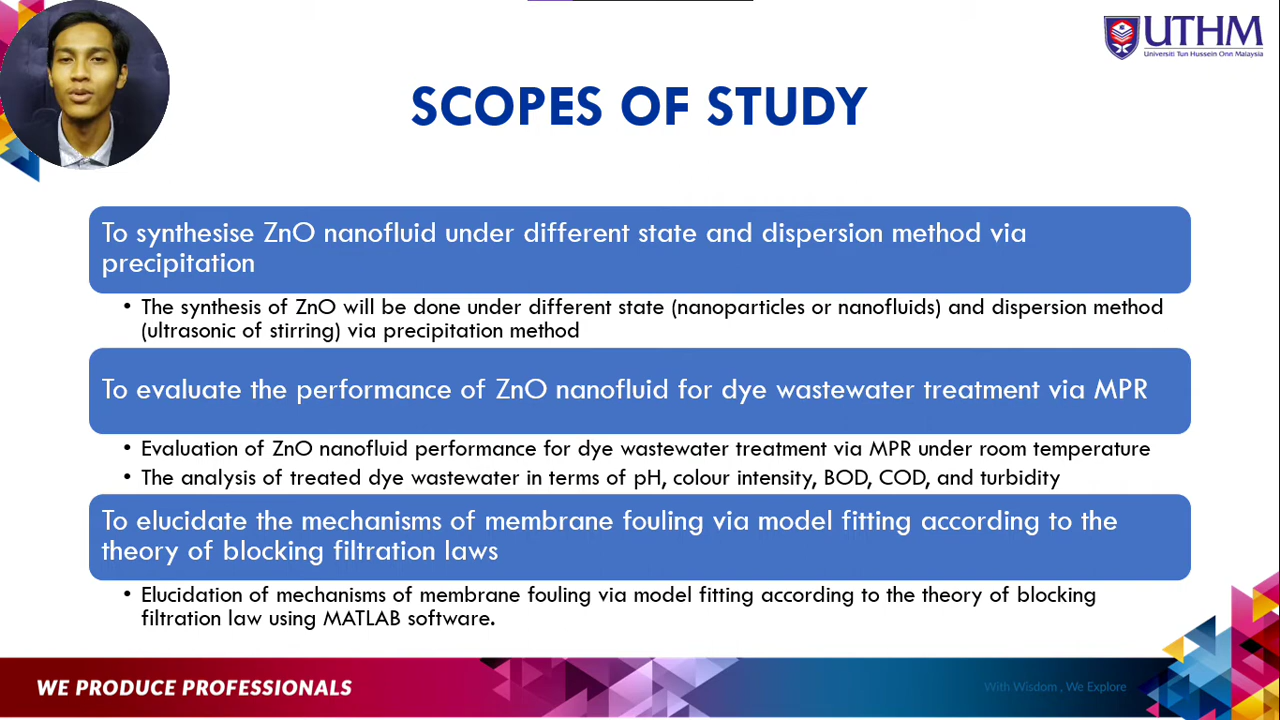 UTHM
Universiti Tun Hussein Onn Malaysia
SCOPES OF STUDY
To synthesise ZnO nanofluid under different state and dispersion method via
precipitation
• The synthesis of ZnO will be done under different state (nanoparticles or nanofluids) and dispersion method
(ultrasonic of stirring) via precipitation method
To evaluate the performance of ZnO nanofluid for dye wastewater treatment via MPR
• Evaluation of ZnO nanofluid performance for dye wastewater treatment via MPR under room temperature
• The analysis of treated dye wastewater in terms of pH, colour intensity, BOD, COD, and turbidity
To elucidate the mechanisms of membrane fouling via model fitting according to the
theory of blocking filtration laws
• Elucidation of mechanisms of membrane fouling via model fitting according to the theory of blocking
filtration law using MATLAB software.
WE PRODUCE PROFESSIONALS
With Wisdom , We Explore